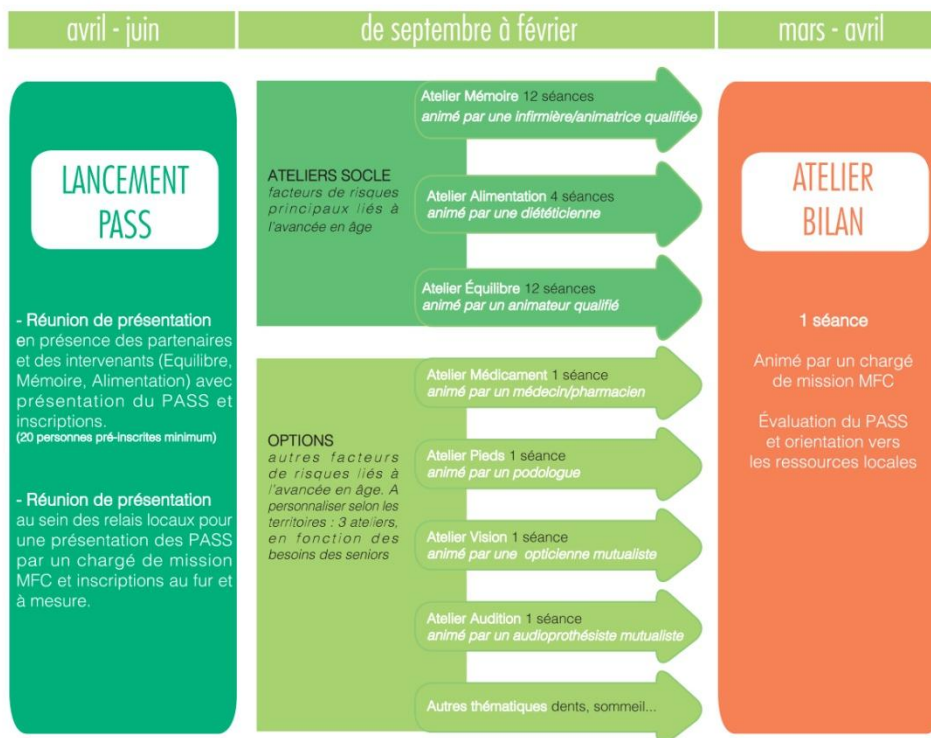 avril - juin
de septembre à février
mars - avril
LANCEMENT
PASS
- Réunion de présentation
en présence des partenaires
et des intervenants (Equilibre,
Mémoire, Alimentation) avec
présentation du PASS et
inscriptions.
(20 personnes pré-inscrites minimum)
- Réunion de présentation
au sein des relais locaux pour
une présentation des PASS
par un chargé de mission
MFC et inscriptions au fur et
à mesure.
ATELIERS SOCLE
facteurs de risques
principaux liés à
l'avancée en âge
Atelier Mémoire 12 séances
animé par une infirmière/animatrice qualifiée
Atelier Alimentation 4 séances
animé par une diététicienne
Atelier Équilibre 12 séances
animé par un animateur qualifié
OPTIONS
autres facteurs
de risques liés à
l'avancée en âge. A
personnaliser selon les
territoires : 3 ateliers,
en fonction des
besoins des seniors
Atelier Médicament 1 séance
animé par un médecin/pharmacien
Atelier Pieds 1 séance
animé par un podologue
Atelier Vision 1 séance
animé par une opticienne mutualiste
Atelier Audition 1 séance
animé par un audioprothésiste mutualiste
Autres thématiques dents, sommeil...
ATELIER
BILAN
1 séance
Animé par un chargé
de mission MFC
Évaluation du PASS
et orientation vers
les ressources locales